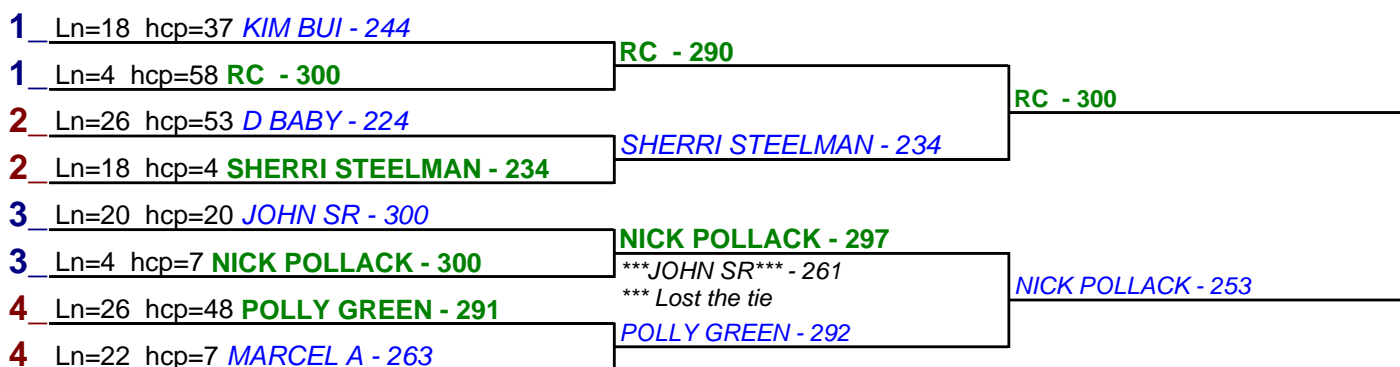 1_ Ln=18 hcp=37 KIM BUI - 244
1_ Ln=4 hcp=58 RC - 300
2_ Ln=26 hcp=53 D BABY - 224
2_ Ln=18 hcp=4 SHERRI STEELMAN - 234
3_ Ln=20 hcp=20 JOHN SR - 300
3_ Ln=4 hcp=7 NICK POLLACK - 300
4_ Ln=26 hcp=48 POLLY GREEN - 291
4 Ln=22 hcp=7 MARCEL A - 263
RC - 290
SHERRI STEELMAN - 234
NICK POLLACK - 297
***JOHN SR*** - 261
*** Lost the tie
POLLY GREEN - 292
RC - 300
NICK POLLACK - 253